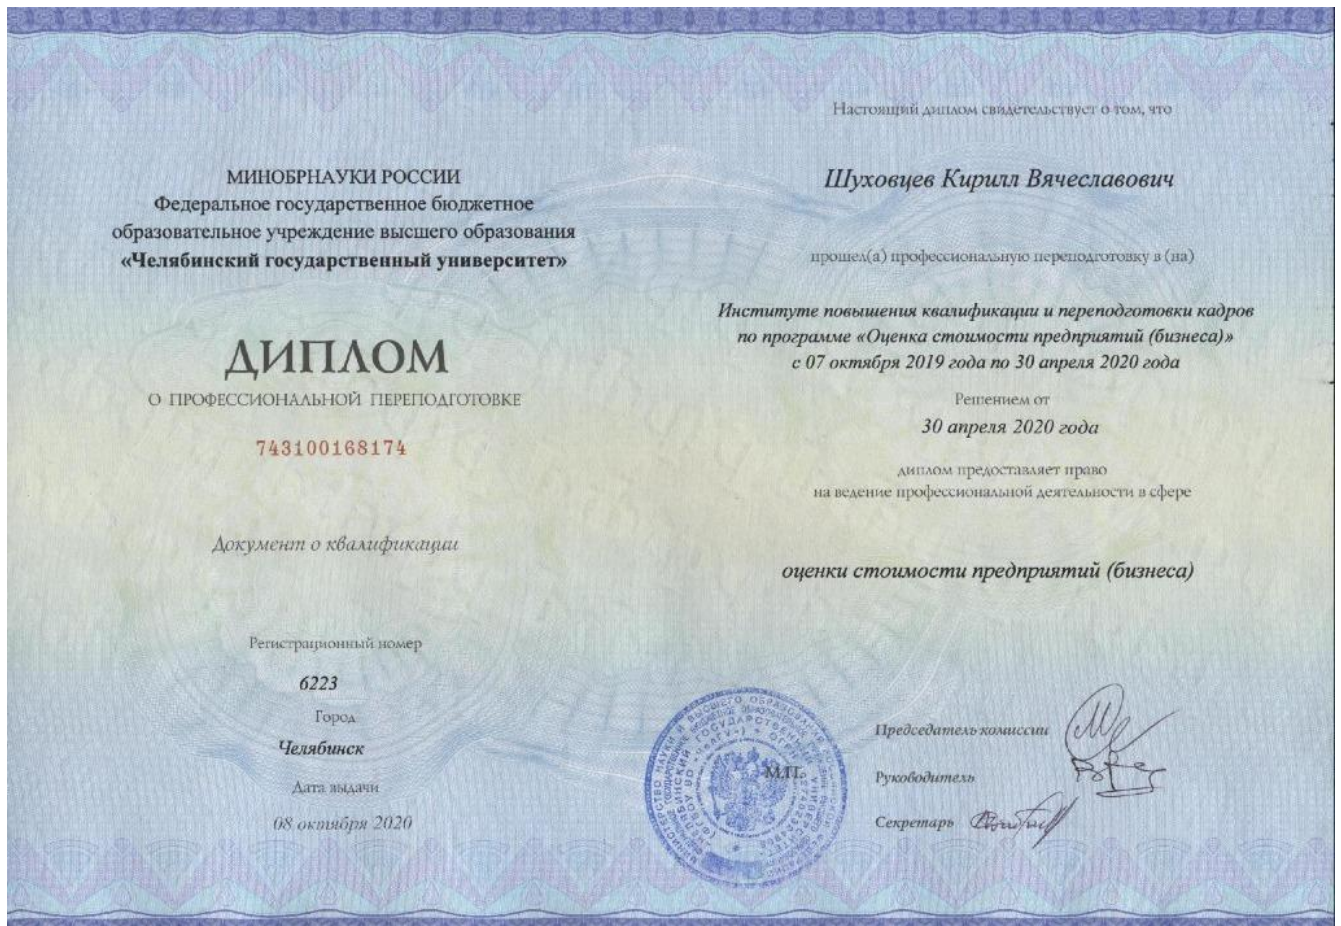 МИНОБРНАУКИ РОССИИ
Федеральное государственное бюджетное
образовательное учреждение высшего образования
«Челябинский государственный университет»
ДИПЛОМ
О ПРОФЕССИОНАЛЬНОЙ ПЕРЕПОДГОТОВКЕ
743100168174
Документ о квалификации
Регистрационный номер
6223
Город
Челябинск
Дата выдачи
08 октября 2020
Настоящий диплом свидетельствует о том, что
Шуховцев Кирилл Вячеславович
прошел(а) профессиональную переподготовку в (на)
Институте повышения квалификации и переподготовки кадров
по программе «Оценка стоимости предприятий (бизнеса)»
с 07 октября 2019 года по 30 апреля 2020 года
Решением от
30 апреля 2020 года
диплом предоставляет право
на ведение профессиональной деятельности в сфере
оценки стоимости предприятий (бизнеса)
Председатель комиссии
М.П.
Руководитель
Секретарь